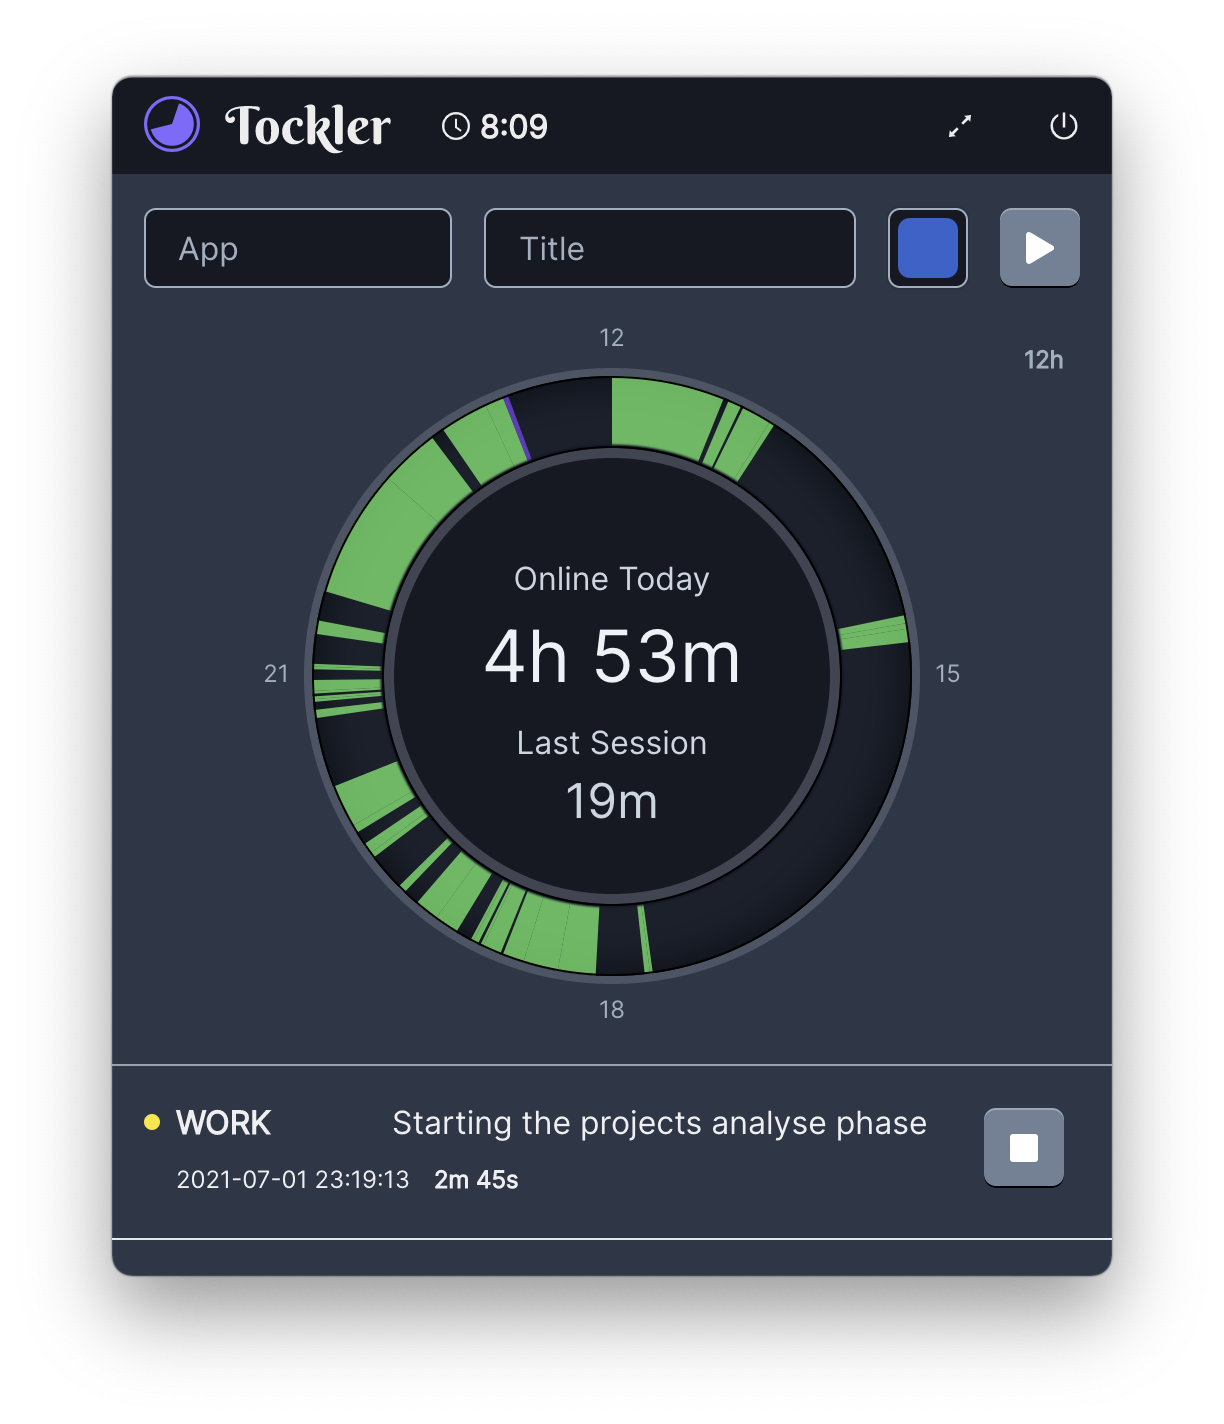 Tockler 8:09
App Title
12
12h
21 15
Online Today
4h 53m
Last Session
19m
18
WORK Starting the projects analyse phase
2021-07-01 23:19:13 2m 45s